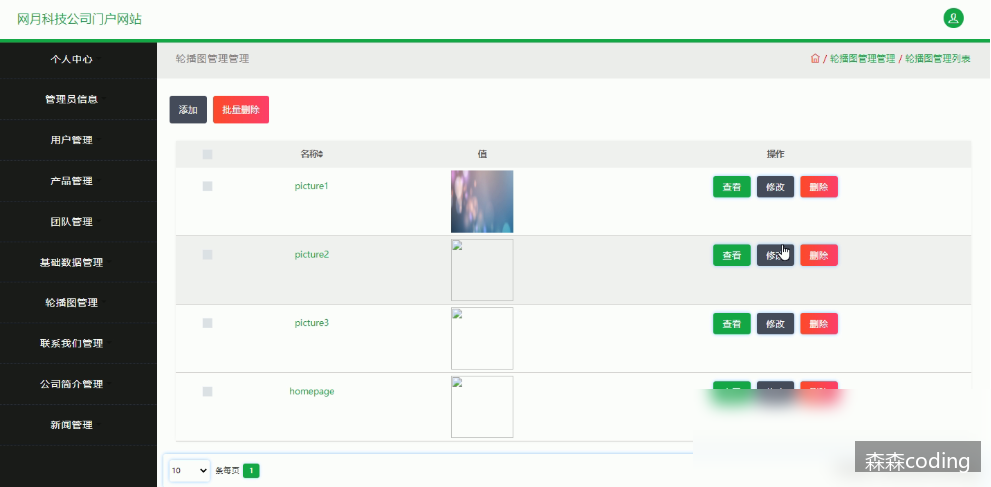 网月科技公司门户网站
个人中心
管理员信息
用户管理
产品管理
团队管理
基础数据管理
轮播图管理
联系我们管理
公司简介管理
新闻管理
轮播图管理管理
/ 轮播图管理管理 / 轮播图管理列表
添加 批量删除
名称 值 操作
picture1 查看 修改 删除
picture2 查看 修改 删除
picture3 查看 修改 删除
homepage
10 条每页 1
森森coding